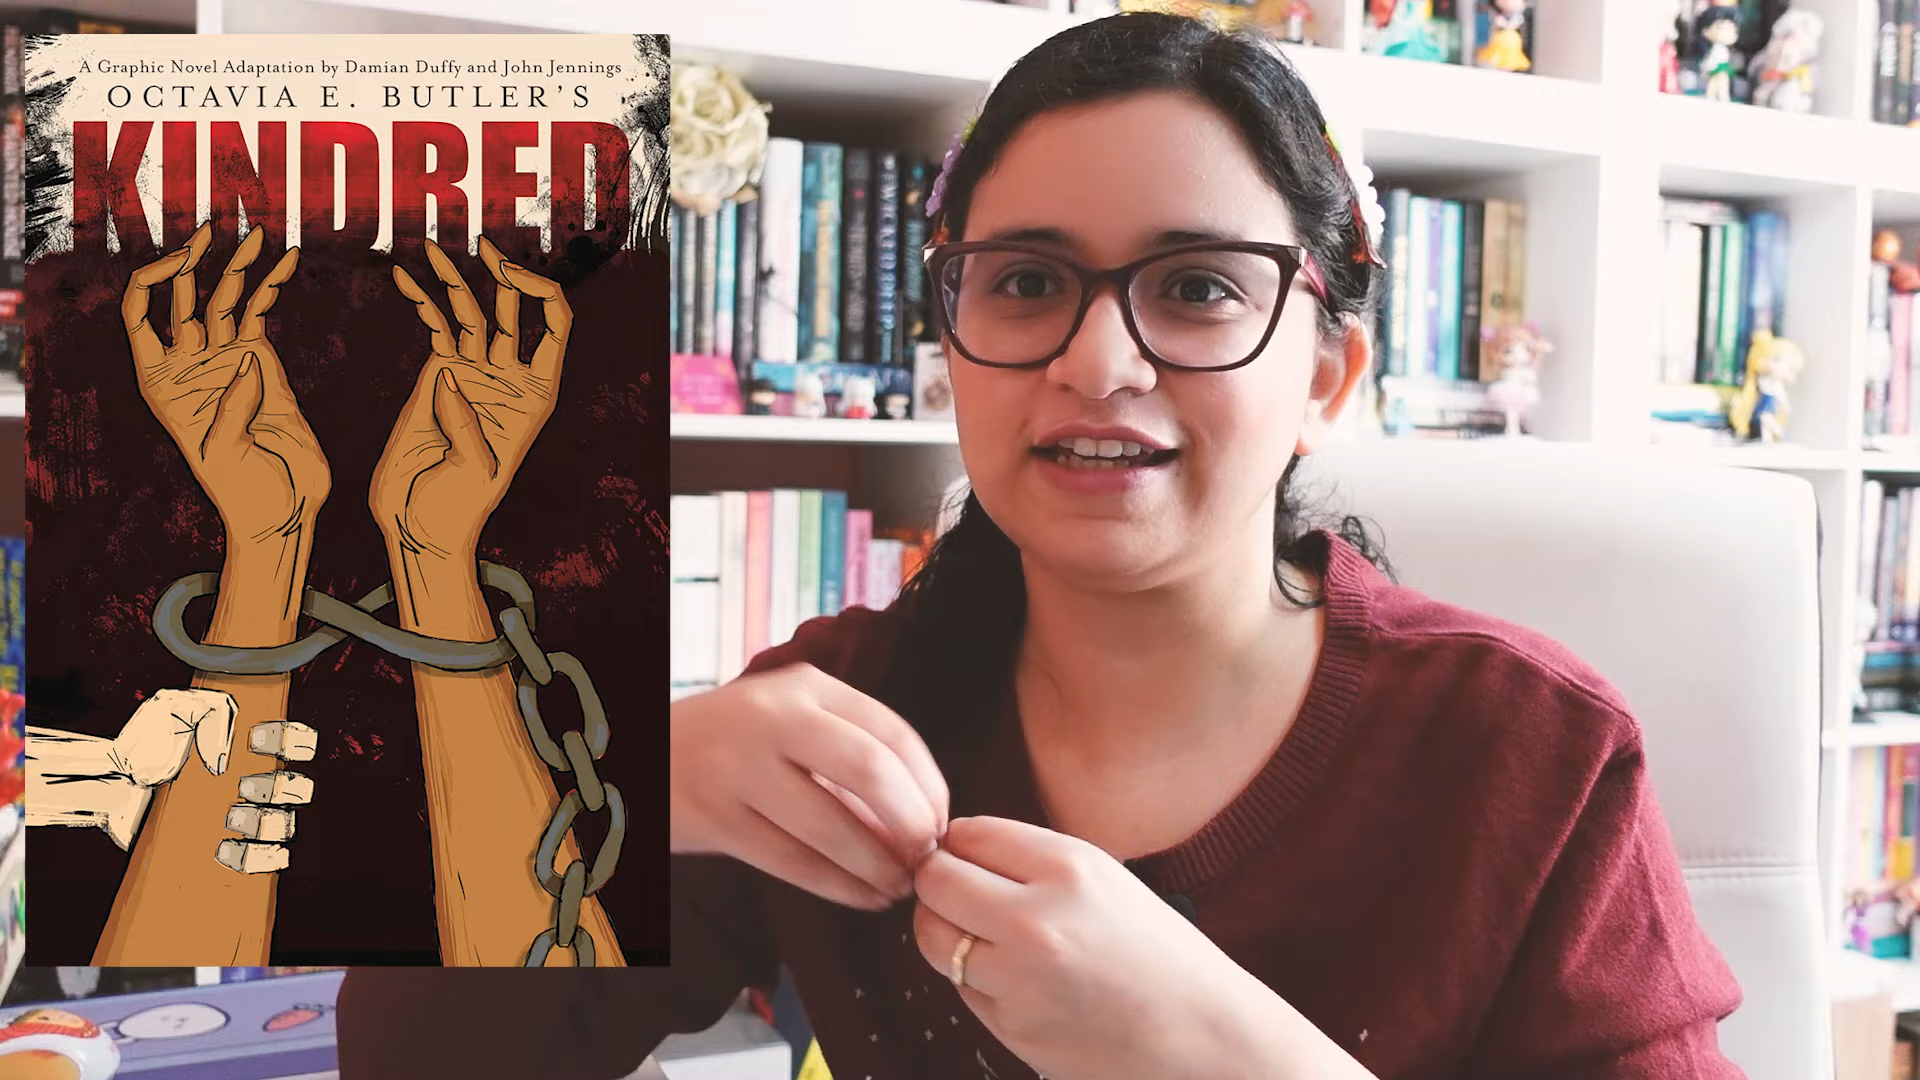 A Graphic Novel Adaptation by Damian Duffy and John Jennings
OCTAVIA E. BUTLER'S
KINDRED